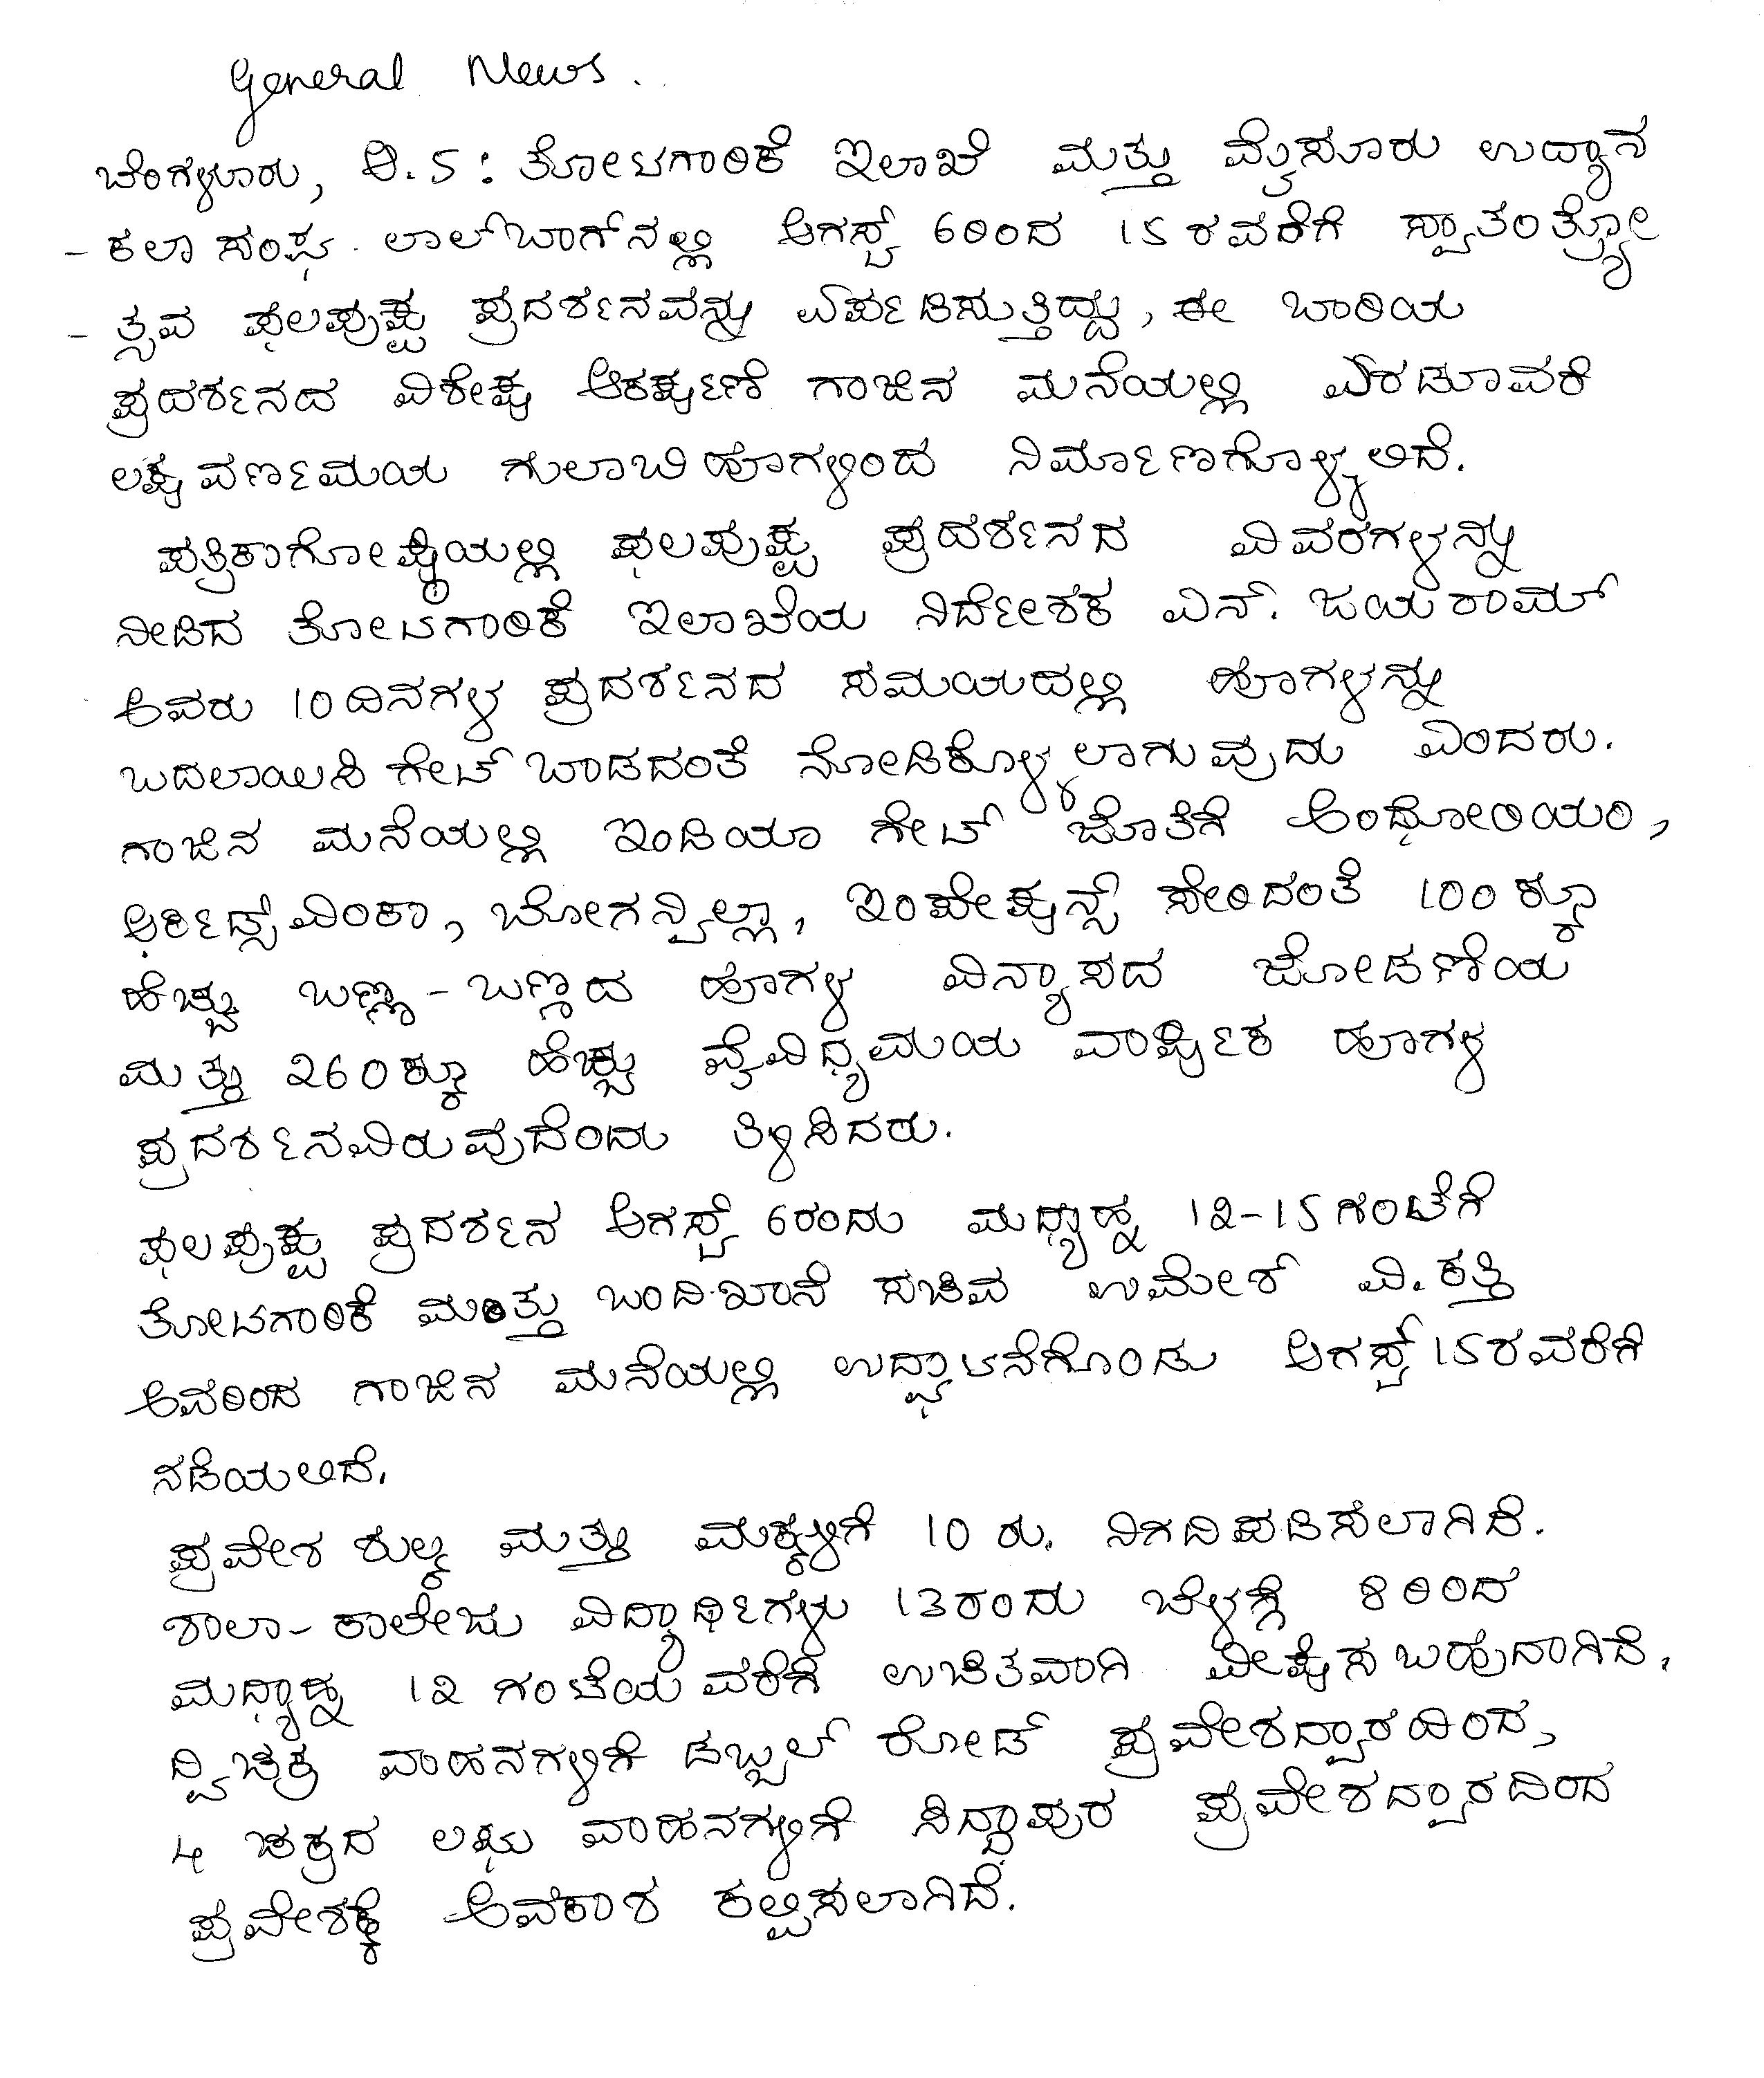 General News.
ಬೆಂಗಳೂರು, ಆ.5: ತೋಟಗಾರಿಕೆ ಇಲಾಖೆ ಮತ್ತು ಮೈಸೂರು ಉದ್ಯಾನ
- ಕಲಾ ಸಂಘ ಲಾಲ್‌ಬಾಗ್‌ನಲ್ಲಿ ಆಗಸ್ಟ್ 6ರಿಂದ 15ರವರೆಗೆ ಸ್ವಾತಂತ್ರ್ಯೋ
- ತ್ಸವ ಫಲಪುಷ್ಪ ಪ್ರದರ್ಶನವನ್ನು ಏರ್ಪಡಿಸುತ್ತಿದ್ದು, ಈ ಬಾರಿಯ
ಪ್ರದರ್ಶನದ ವಿಶೇಷ ಆಕರ್ಷಣೆ ಗಾಜಿನ ಮನೆಯಲ್ಲಿ ಎರಡೂವರೆ
ಲಕ್ಷ ವರ್ಣಮಯ ಗುಲಾಬಿ ಹೂಗಳಿಂದ ನಿರ್ಮಾಣಗೊಳ್ಳಲಿದೆ.
ಪತ್ರಿಕಾಗೋಷ್ಠಿಯಲ್ಲಿ ಫಲಪುಷ್ಪ ಪ್ರದರ್ಶನದ ವಿವರಗಳನ್ನು
ನೀಡಿದ ತೋಟಗಾರಿಕೆ ಇಲಾಖೆಯ ನಿರ್ದೇಶಕ ಎನ್. ಜಯರಾಮ್
ಅವರು 10ದಿನಗಳ ಪ್ರದರ್ಶನದ ಸಮಯದಲ್ಲಿ ಹೂಗಳನ್ನು
ಬದಲಾಯಿಸಿ ಗೇಟ್ ಬಾಡದಂತೆ ನೋಡಿಕೊಳ್ಳಲಾಗುವುದು ಎಂದರು.
ಗಾಜಿನ ಮನೆಯಲ್ಲಿ ಇಂಡಿಯಾ ಗೇಟ್ ಜೊತೆಗೆ ಅಂಥೋರಿಯಂ,
ಆರ್ಕಿಡ್ಸ್ ವಿಂಕಾ, ಬೋಗನ್ವಿಲ್ಲಾ, ಇಂಪೇಷನ್ಸ್ ಸೇರಿದಂತೆ 100ಕ್ಕೂ
ಹೆಚ್ಚು ಬಣ್ಣ-ಬಣ್ಣದ ಹೂಗಳ ವಿನ್ಯಾಸದ ಜೋಡಣೆಯ
ಮತ್ತು 260ಕ್ಕೂ ಹೆಚ್ಚು ವೈವಿಧ್ಯಮಯ ವಾರ್ಷಿಕ ಹೂಗಳ
ಪ್ರದರ್ಶನವಿರುವುದೆಂದು ತಿಳಿಸಿದರು.
ಫಲಪುಷ್ಪ ಪ್ರದರ್ಶನ ಆಗಸ್ಟ್ 6ರಂದು ಮಧ್ಯಾಹ್ನ 12-15 ಗಂಟೆಗೆ
ತೋಟಗಾರಿಕೆ ಮತ್ತು ಬಂದಿಖಾನೆ ಸಚಿವ ಉಮೇಶ್ ವಿ. ಕತ್ತಿ
ಅವರಿಂದ ಗಾಜಿನ ಮನೆಯಲ್ಲಿ ಉದ್ಘಾಟನೆಗೊಂಡು ಆಗಸ್ಟ್ 15ರವರೆಗೆ
ನಡೆಯಲಿದೆ.
ಪ್ರವೇಶ ಶುಲ್ಕ ಮತ್ತು ಮಕ್ಕಳಿಗೆ 10 ರು. ನಿಗದಿಪಡಿಸಲಾಗಿದೆ.
ಶಾಲಾ-ಕಾಲೇಜು ವಿದ್ಯಾರ್ಥಿಗಳು 13ರಂದು ಬೆಳಗ್ಗೆ 8ರಿಂದ
ಮಧ್ಯಾಹ್ನ 12 ಗಂಟೆಯವರೆಗೆ ಉಚಿತವಾಗಿ ವೀಕ್ಷಿಸಬಹುದಾಗಿದೆ.
ದ್ವಿಚಕ್ರ ವಾಹನಗಳಿಗೆ ಡಬ್ಬಲ್ ರೋಡ್ ಪ್ರವೇಶದ್ವಾರದಿಂದ,
4 ಚಕ್ರದ ಲಘು ವಾಹನಗಳಿಗೆ ಸಿದ್ಧಾಪುರ ಪ್ರವೇಶದ್ವಾರದಿಂದ
ಪ್ರವೇಶಕ್ಕೆ ಅವಕಾಶ ಕಲ್ಪಿಸಲಾಗಿದೆ.